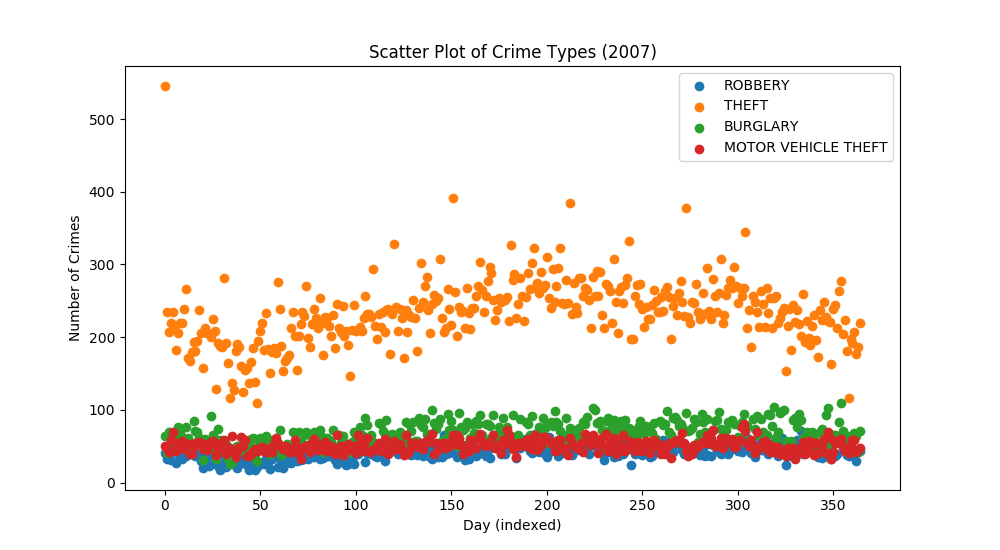 Scatter Plot of Crime Types (2007)
ROBBERY
THEFT
BURGLARY
MOTOR VEHICLE THEFT
Number of Crimes
500
400
300
200
100
0
0 50 100 150 200 250 300 350
Day (indexed)